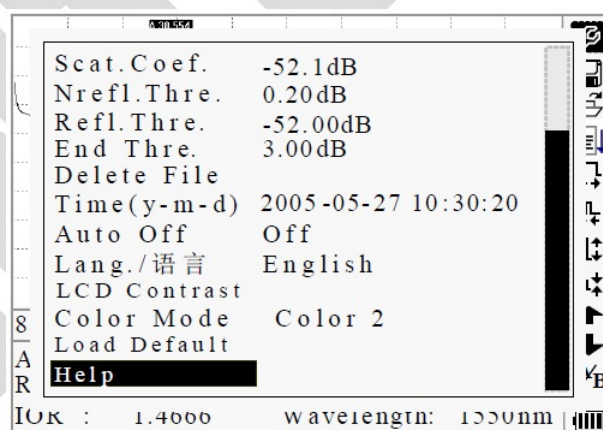 A 30.554
Scat.Coef. -52.1dB
Nrefl.Thre. 0.20dB
Refl.Thre. -52.00dB
End Thre. 3.00dB
Delete File
Time(y-m-d) 2005-05-27 10:30:20
Auto Off Off
Lang./语言 English
LCD Contrast
Color Mode Color 2
Load Default
Help
8
A
R
IOR : 1.4666 Wavelength: 1550nm